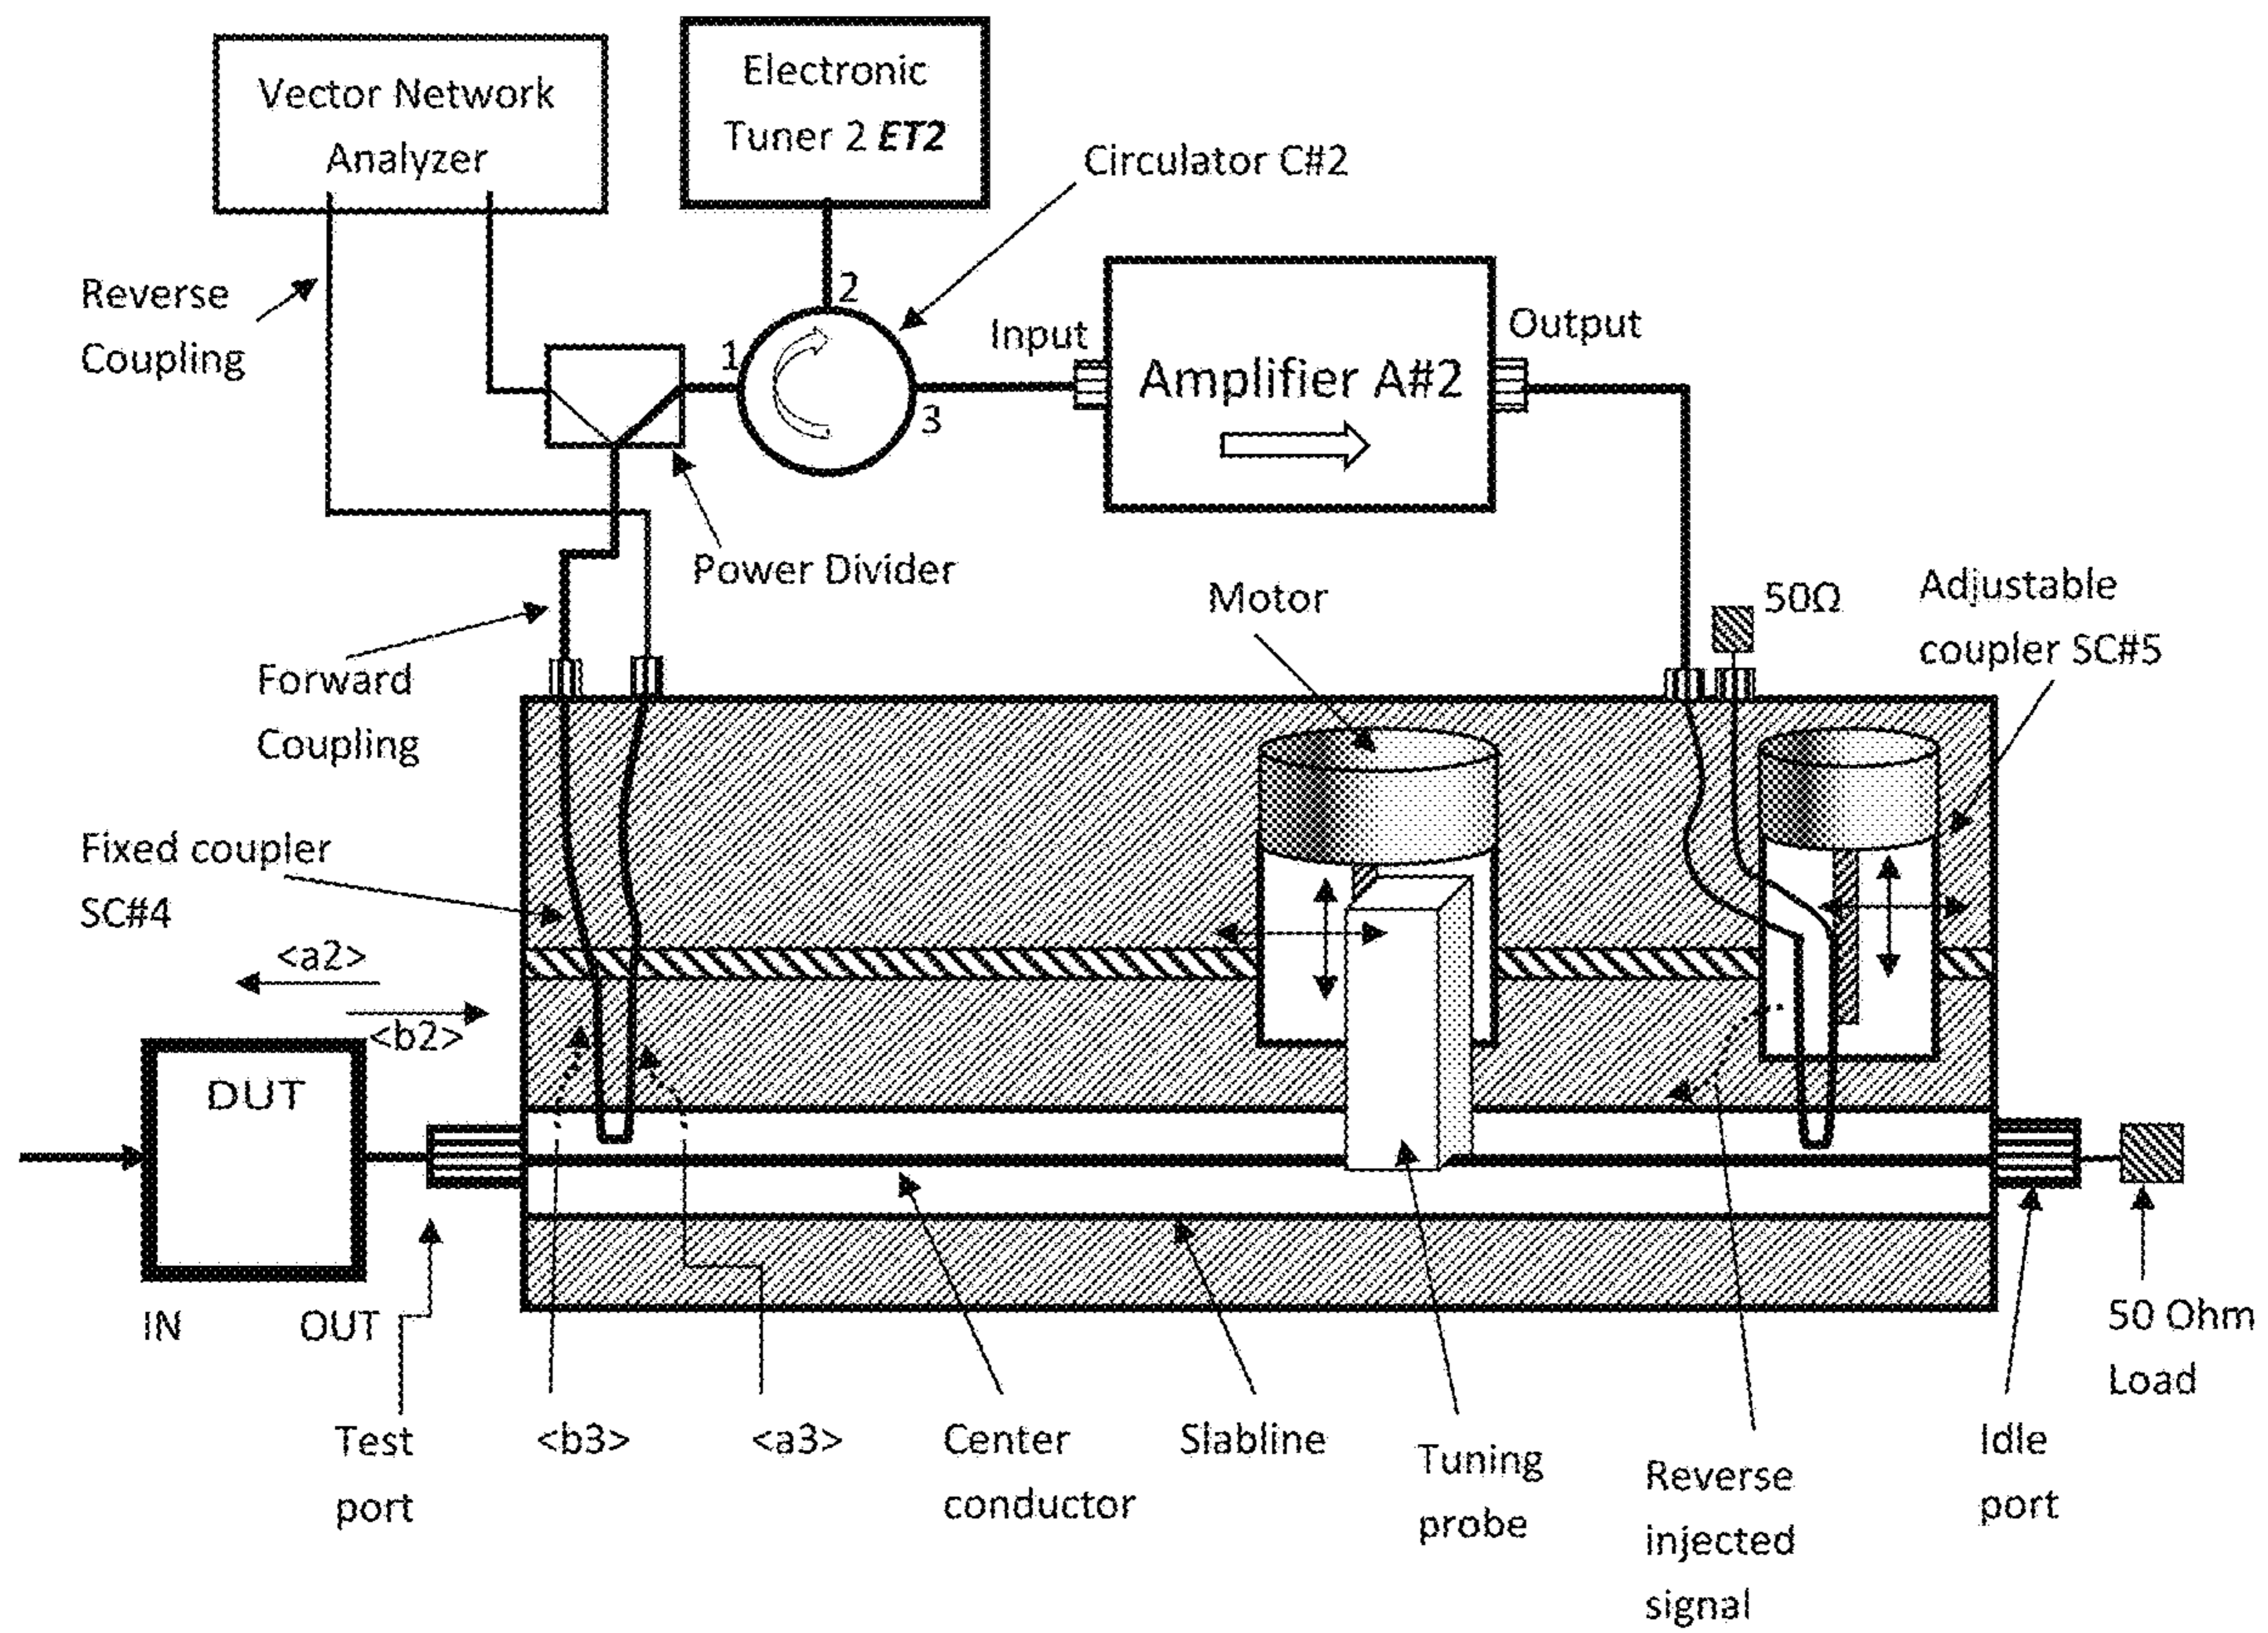 Vector Network
Analyzer
Electronic
Tuner 2 ET2
Circulator C#2
Reverse
Coupling
1
2
3
Input
Amplifier A#2
Output
Power Divider
Forward
Coupling
Motor
50Ω
Adjustable
coupler SC#5
Fixed coupler
SC#4
<a2>
<b2>
DUT
IN
OUT
Test
port
<b3>
<a3>
Center
conductor
Slabline
Tuning
probe
Reverse
injected
signal
Idle
port
50 Ohm
Load